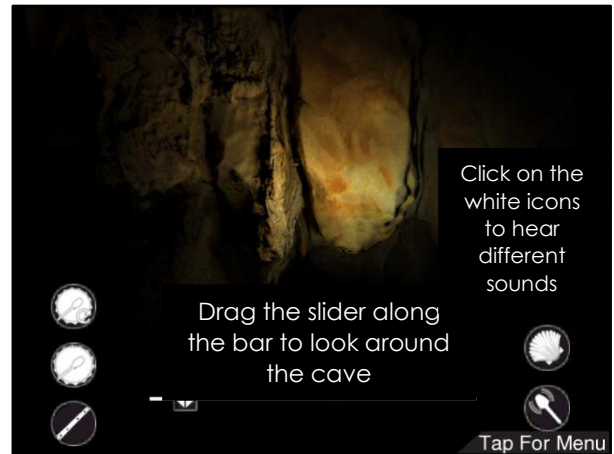 Click on the
white icons
to hear
different
sounds
Drag the slider along
the bar to look around
the cave
Tap For Menu